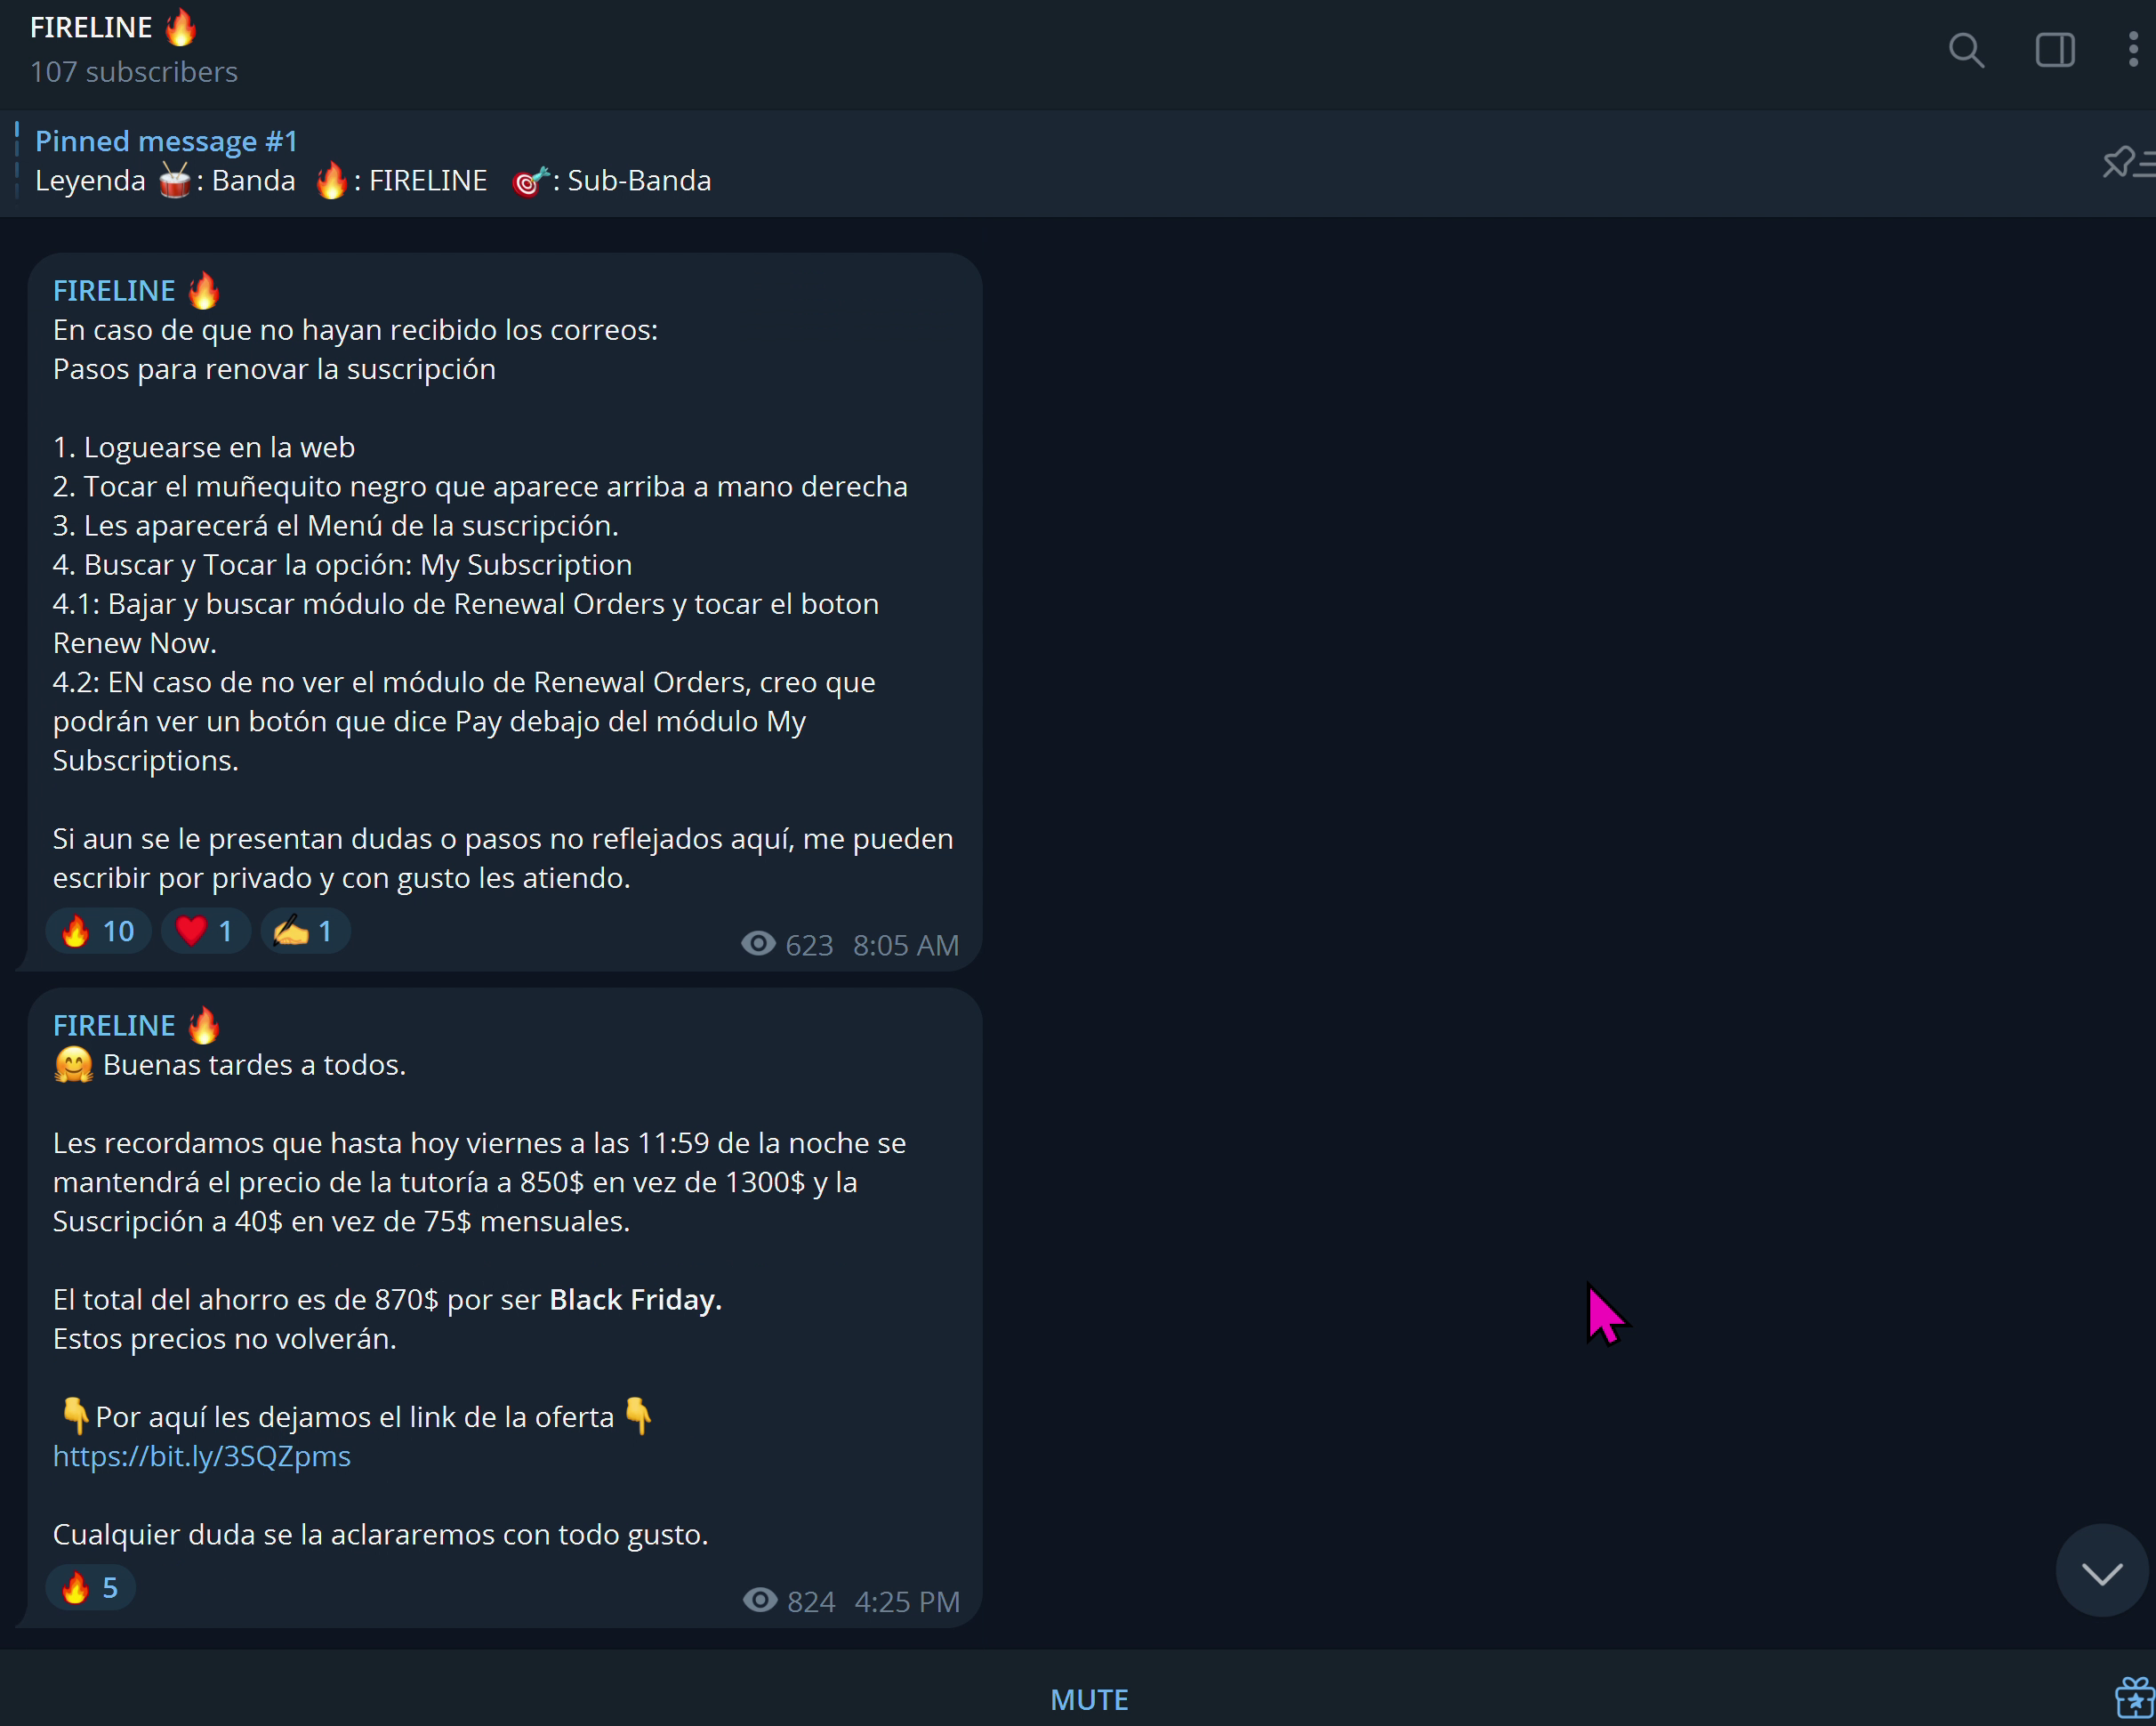 FIRELINE 🔥
107 subscribers
Pinned message #1
Leyenda 🥁: Banda 🔥: FIRELINE 🎯: Sub-Banda
FIRELINE 🔥
En caso de que no hayan recibido los correos:
Pasos para renovar la suscripción
1. Loguearse en la web
2. Tocar el muñequito negro que aparece arriba a mano derecha
3. Les aparecerá el Menú de la suscripción.
4. Buscar y Tocar la opción: My Subscription
4.1: Bajar y buscar módulo de Renewal Orders y tocar el boton
Renew Now.
4.2: EN caso de no ver el módulo de Renewal Orders, creo que
podrán ver un botón que dice Pay debajo del módulo My
Subscriptions.
Si aun se le presentan dudas o pasos no reflejados aquí, me pueden
escribir por privado y con gusto les atiendo.
🔥 10 ❤️ 1 ✍️ 1
623 8:05 AM
FIRELINE 🔥
🤗 Buenas tardes a todos.
Les recordamos que hasta hoy viernes a las 11:59 de la noche se
mantendrá el precio de la tutoría a 850$ en vez de 1300$ y la
Suscripción a 40$ en vez de 75$ mensuales.
El total del ahorro es de 870$ por ser Black Friday.
Estos precios no volverán.
👇Por aquí les dejamos el link de la oferta 👇
https://bit.ly/3SQZpms
Cualquier duda se la aclararemos con todo gusto.
🔥 5
824 4:25 PM
MUTE